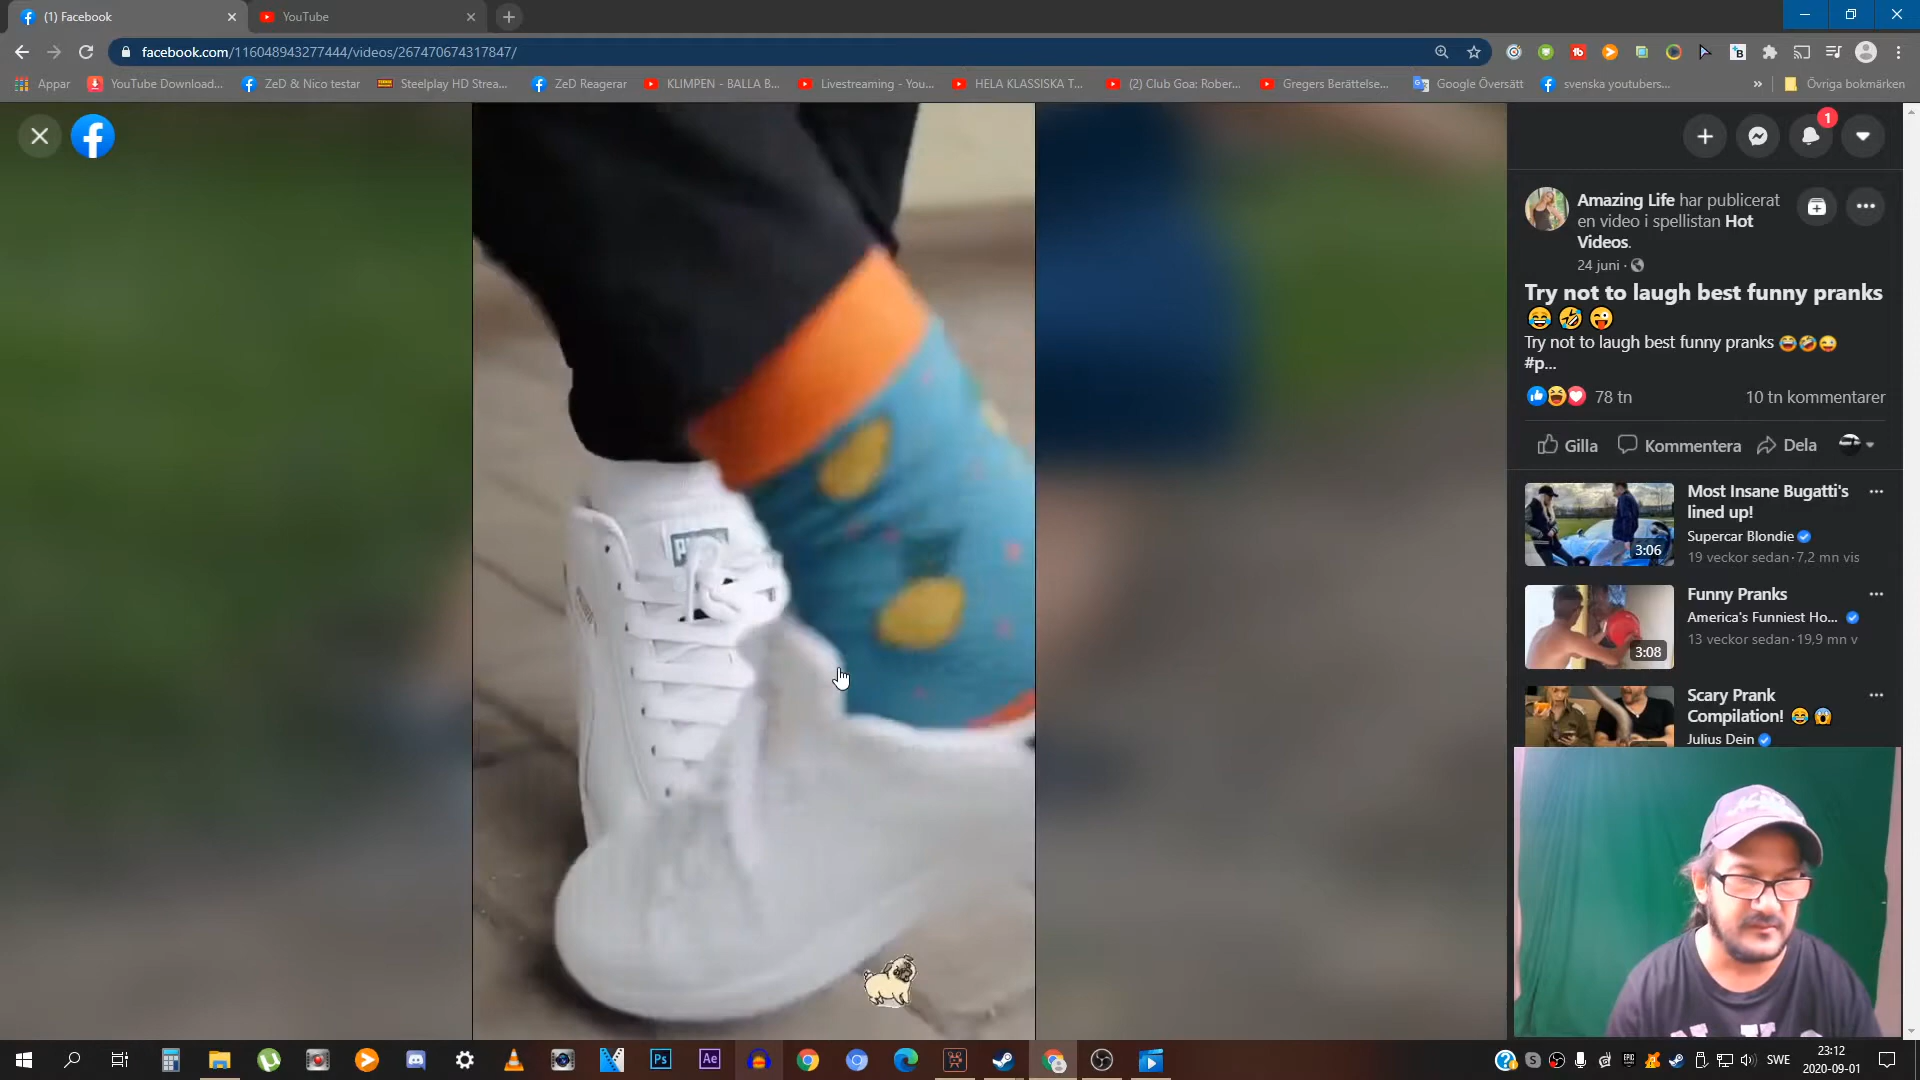 (1) Facebook
YouTube
facebook.com/116048943277444/videos/267470674317847/
Appar
YouTube Download...
ZeD & Nico testar
Steelplay HD Strea...
ZeD Reagerar
KLIMPEN - BALLA B...
Livestreaming - You...
HELA KLASSISKA T...
(2) Club Goa: Rober...
Gregers Berättelse...
Google Översätt
svenska youtubers...
»
Övriga bokmärken
1
Amazing Life har publicerat
en video i spellistan Hot
Videos.
24 juni ·
Try not to laugh best funny pranks
😂 🤣 😜
Try not to laugh best funny pranks 😂🤣😜
#p...
78 tn
10 tn kommentarer
Gilla
Kommentera
Dela
Most Insane Bugatti's
lined up!
Supercar Blondie
19 veckor sedan · 7,2 mn vis
3:06
Funny Pranks
America's Funniest Ho...
13 veckor sedan · 19,9 mn v
3:08
Scary Prank
Compilation! 😂 😱
Julius Dein
Ps
Ae
SWE
23:12
2020-09-01